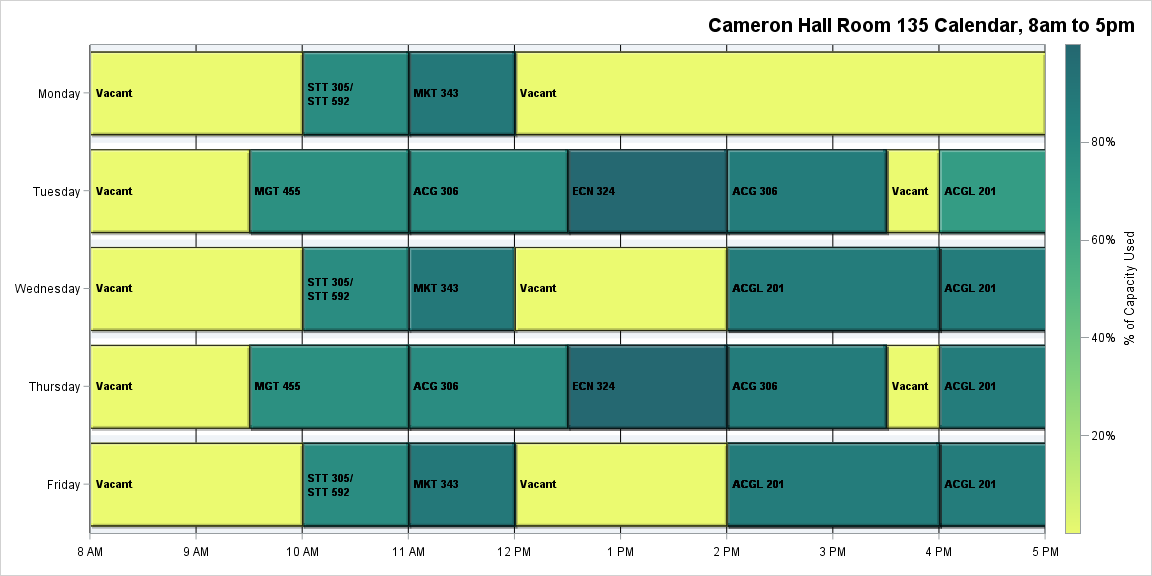 Cameron Hall Room 135 Calendar, 8am to 5pm
Monday
Vacant
STT 305/
STT 592
MKT 343
Vacant
Tuesday
Vacant
MGT 455
ACG 306
ECN 324
ACG 306
Vacant
ACGL 201
Wednesday
Vacant
STT 305/
STT 592
MKT 343
Vacant
ACGL 201
ACGL 201
Thursday
Vacant
MGT 455
ACG 306
ECN 324
ACG 306
Vacant
ACGL 201
Friday
Vacant
STT 305/
STT 592
MKT 343
Vacant
ACGL 201
ACGL 201
8 AM
9 AM
10 AM
11 AM
12 PM
1 PM
2 PM
3 PM
4 PM
5 PM
80%
60%
40%
20%
% of Capacity Used